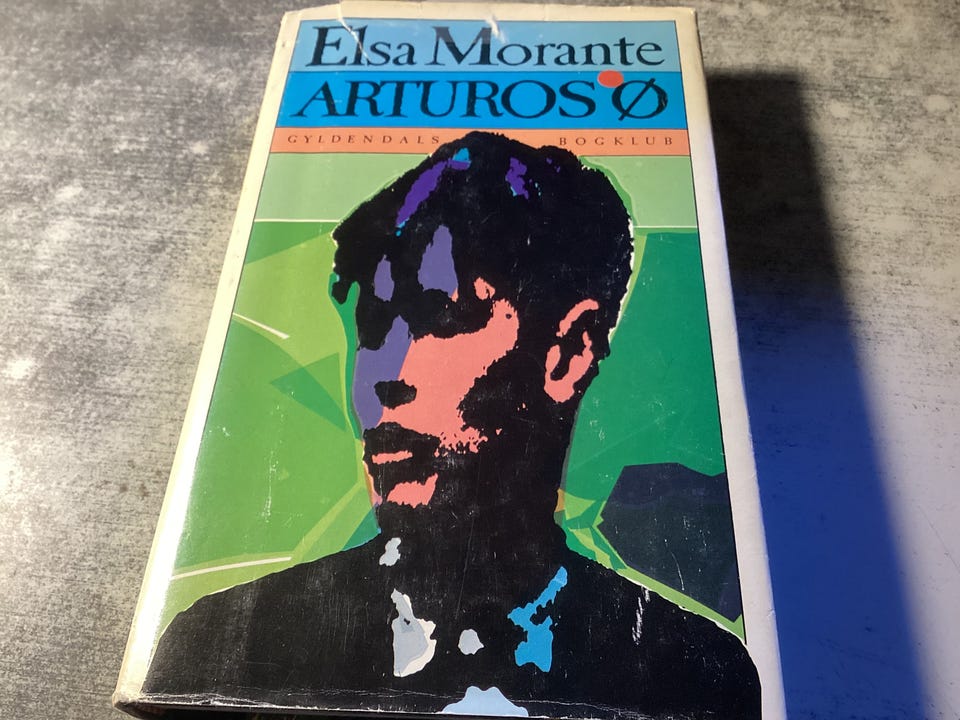 Elsa Morante
ARTUROS Ø
GYLDENDALS BOGKLUB